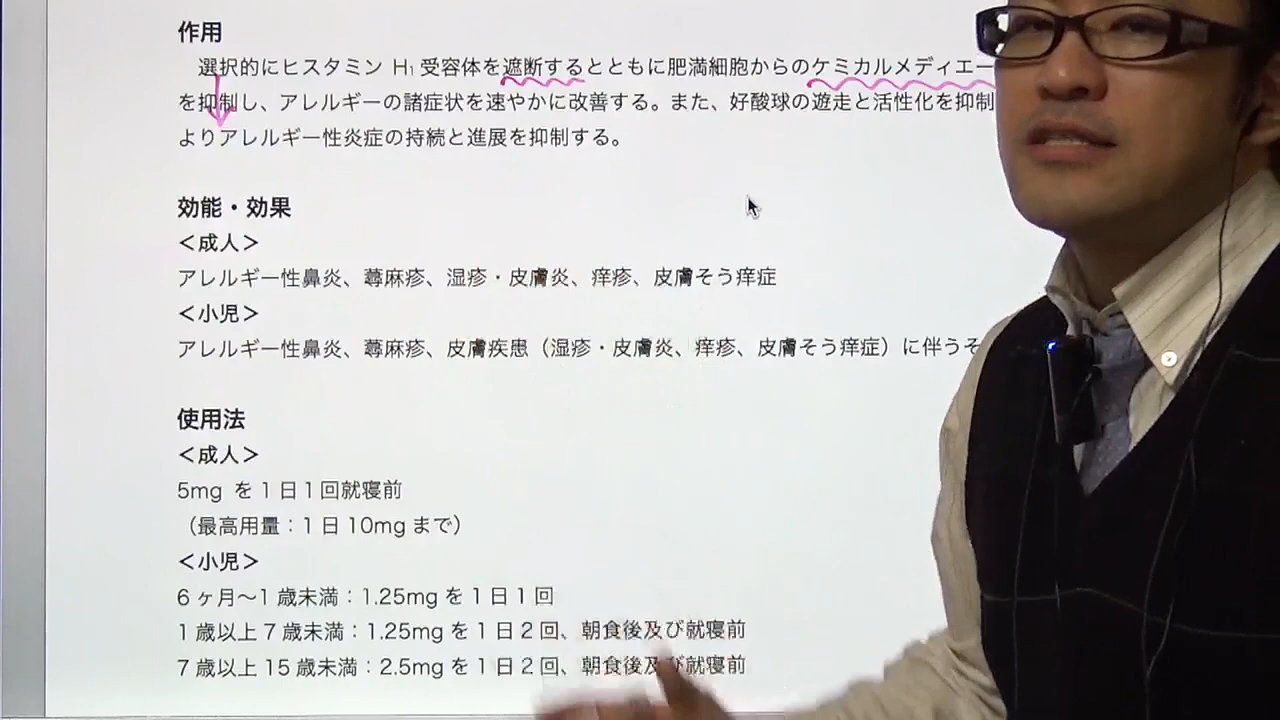 作用
選択的にヒスタミン H₁ 受容体を遮断するとともに肥満細胞からのケミカルメディエー
を抑制し、アレルギーの諸症状を速やかに改善する。また、好酸球の遊走と活性化を抑制
よりアレルギー性炎症の持続と進展を抑制する。
効能・効果
＜成人＞
アレルギー性鼻炎、蕁麻疹、湿疹・皮膚炎、痒疹、皮膚そう痒症
＜小児＞
アレルギー性鼻炎、蕁麻疹、皮膚疾患（湿疹・皮膚炎、痒疹、皮膚そう痒症）に伴うそ
使用法
＜成人＞
5mg を１日１回就寝前
（最高用量：１日 10mg まで）
＜小児＞
６ヶ月〜１歳未満：1.25mg を１日１回
１歳以上７歳未満：1.25mg を１日２回、朝食後及び就寝前
７歳以上 15 歳未満：2.5mg を１日２回、朝食後及び就寝前